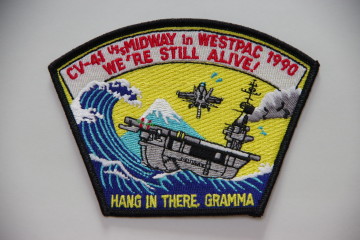 CV-41 USS MIDWAY in WESTPAC 1990
WE'RE STILL ALIVE!
HANG IN THERE, GRAMMA